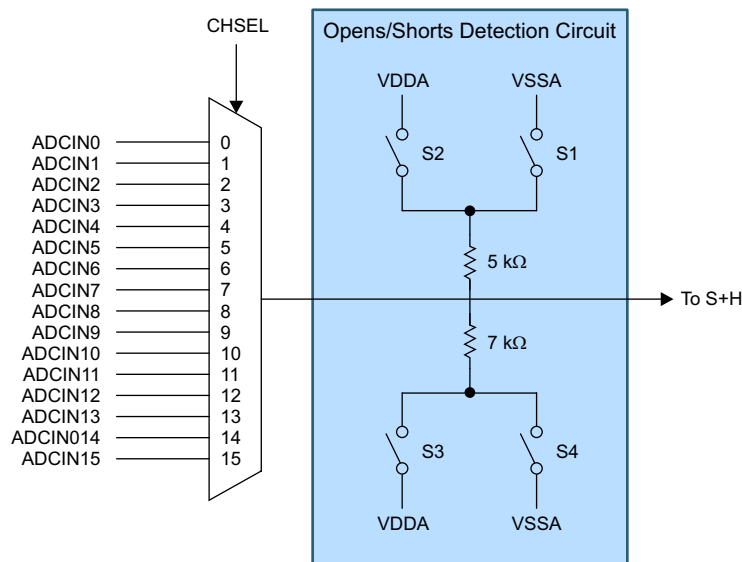 CHSEL
Opens/Shorts Detection Circuit
VDDA
VSSA
S2
S1
ADCIN0
0
ADCIN1
1
ADCIN2
2
ADCIN3
3
ADCIN4
4
ADCIN5
5
ADCIN6
6
ADCIN7
7
ADCIN8
8
ADCIN9
9
ADCIN10
10
ADCIN11
11
ADCIN12
12
ADCIN13
13
ADCIN014
14
ADCIN15
15
5 kΩ
To S+H
7 kΩ
S3
S4
VDDA
VSSA